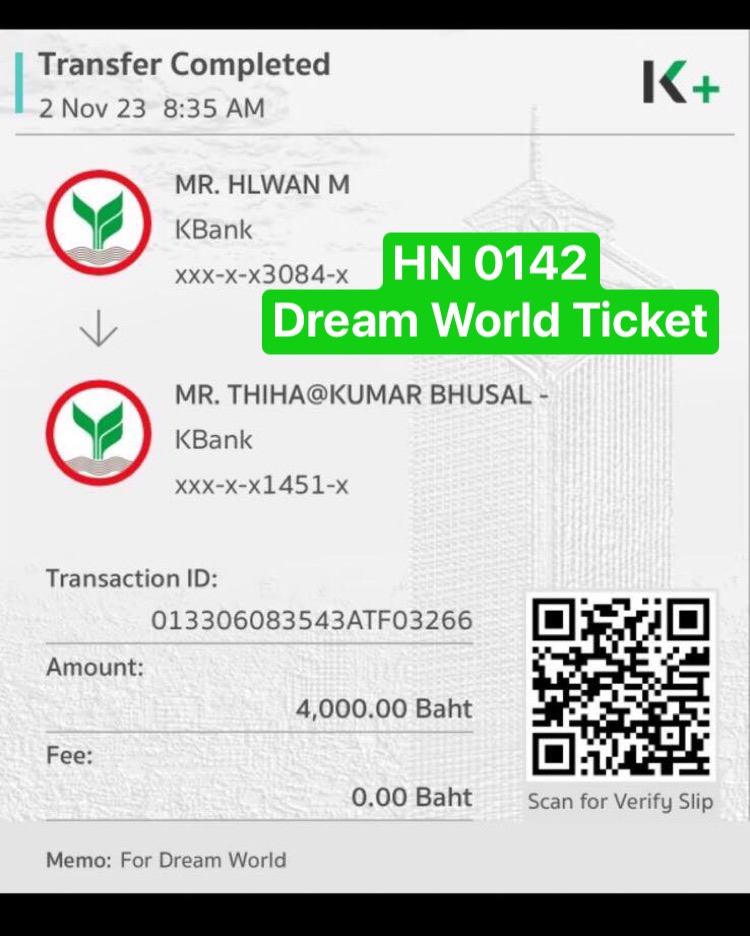 Transfer Completed
2 Nov 23 8:35 AM
K+
MR. HLWAN M
KBank
xxx-x-x3084-x
HN 0142
Dream World Ticket
MR. THIHA@KUMAR BHUSAL -
KBank
xxx-x-x1451-x
Transaction ID:
013306083543ATF03266
Amount:
4,000.00 Baht
Fee:
0.00 Baht
Scan for Verify Slip
Memo: For Dream World